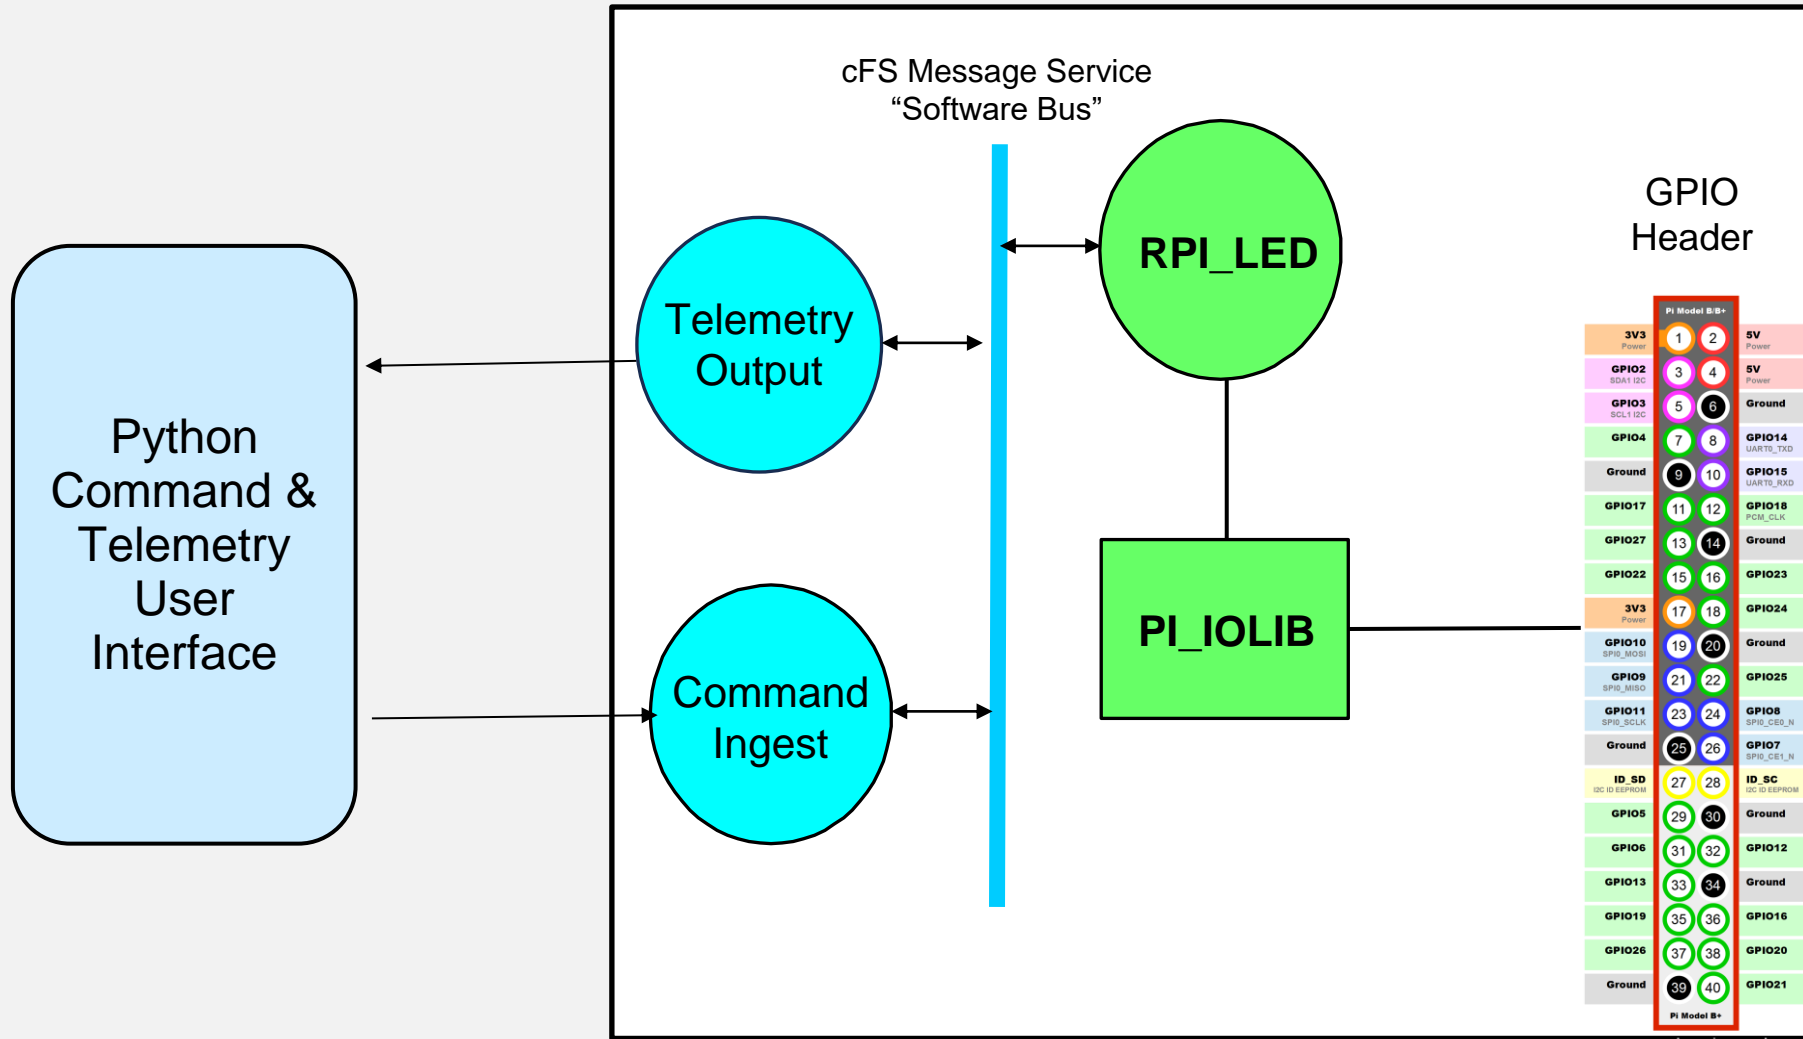 cFS Message Service
“Software Bus”
Python
Command &
Telemetry
User
Interface
Telemetry
Output
Command
Ingest
RPI_LED
PI_IOLIB
GPIO
Header
Pi Model B/B+
3V3 1 2 5V
Power Power
GPIO2 3 4 5V
SDA1 I2C Power
GPIO3 5 6 Ground
SCL1 I2C
GPIO4 7 8 GPIO14
UART0_TXD
Ground 9 10 GPIO15
UART0_RXD
GPIO17 11 12 GPIO18
PCM_CLK
GPIO27 13 14 Ground
GPIO22 15 16 GPIO23
3V3 17 18 GPIO24
Power
GPIO10 19 20 Ground
SPI0_MOSI
GPIO9 21 22 GPIO25
SPI0_MISO
GPIO11 23 24 GPIO8
SPI0_SCLK SPI0_CE0_N
Ground 25 26 GPIO7
SPI0_CE1_N
ID_SD 27 28 ID_SC
I2C ID EEPROM I2C ID EEPROM
GPIO5 29 30 Ground
GPIO6 31 32 GPIO12
GPIO13 33 34 Ground
GPIO19 35 36 GPIO16
GPIO26 37 38 GPIO20
Ground 39 40 GPIO21
Pi Model B+